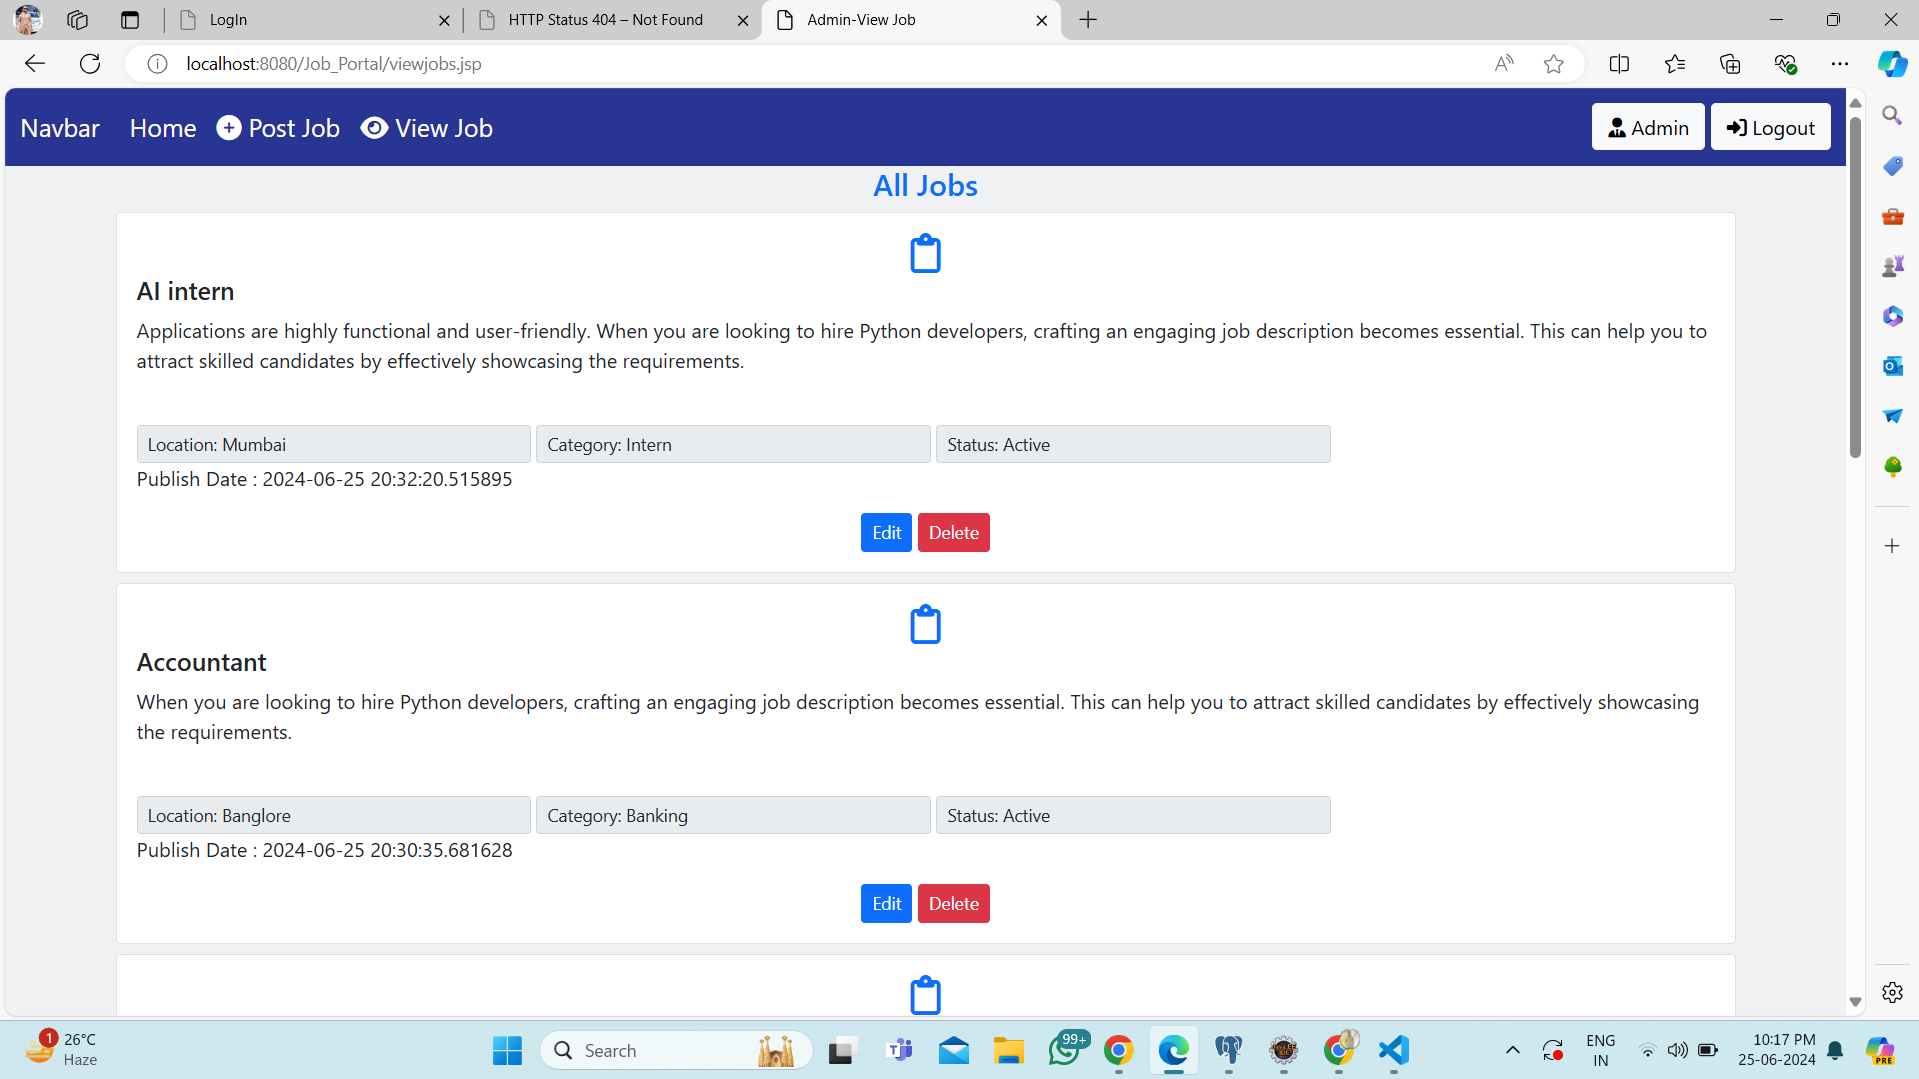 LogIn
HTTP Status 404 – Not Found
Admin-View Job
localhost:8080/Job_Portal/viewjobs.jsp
Navbar Home Post Job View Job Admin Logout
All Jobs
AI intern
Applications are highly functional and user-friendly. When you are looking to hire Python developers, crafting an engaging job description becomes essential. This can help you to
attract skilled candidates by effectively showcasing the requirements.
Location: Mumbai Category: Intern Status: Active
Publish Date : 2024-06-25 20:32:20.515895
Edit Delete
Accountant
When you are looking to hire Python developers, crafting an engaging job description becomes essential. This can help you to attract skilled candidates by effectively showcasing
the requirements.
Location: Banglore Category: Banking Status: Active
Publish Date : 2024-06-25 20:30:35.681628
Edit Delete
1
26°C
Haze
Search
99+
ENG
IN
10:17 PM
25-06-2024
PRE